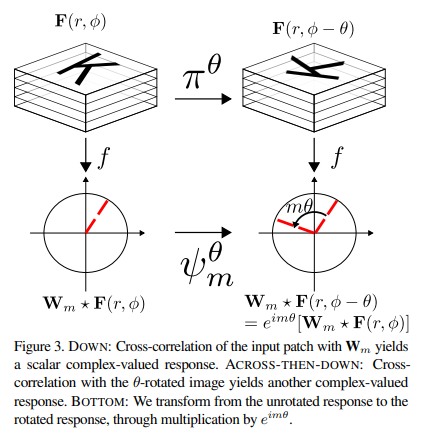 F(r, ϕ)
F(r, ϕ − θ)
K
K
π^θ
f
f
mθ
ψ_m^θ
W_m ⋆ F(r, ϕ)
W_m ⋆ F(r, ϕ − θ)
= e^{imθ}[W_m ⋆ F(r, ϕ)]
Figure 3. DOWN: Cross-correlation of the input patch with W_m yields
a scalar complex-valued response. ACROSS-THEN-DOWN: Cross-
correlation with the θ-rotated image yields another complex-valued
response. BOTTOM: We transform from the unrotated response to the
rotated response, through multiplication by e^{imθ}.